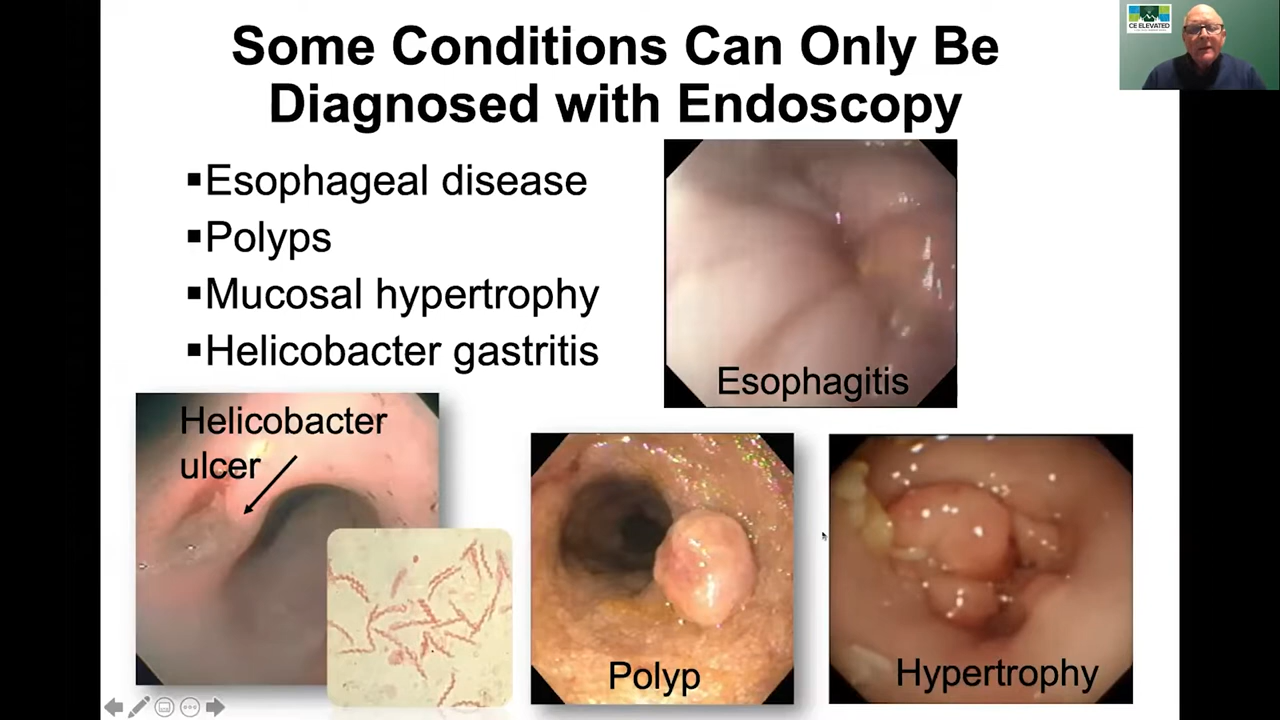 Some Conditions Can Only Be
Diagnosed with Endoscopy
▪Esophageal disease
▪Polyps
▪Mucosal hypertrophy
▪Helicobacter gastritis
Esophagitis
Helicobacter
ulcer
Polyp
Hypertrophy
CE ELEVATED